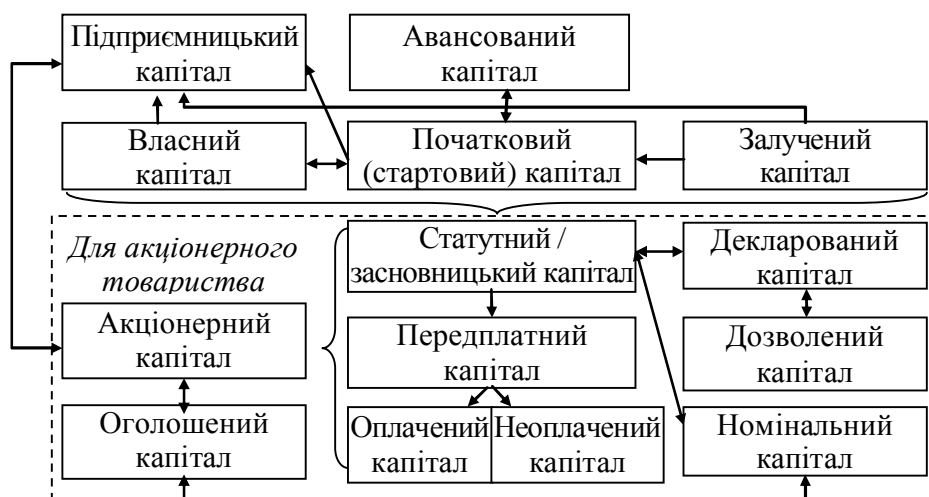 Підприємницький
капітал
Авансований
капітал
Власний
капітал
Початковий
(стартовий) капітал
Залучений
капітал
Для акціонерного
товариства
Статутний /
засновницький капітал
Декларований
капітал
Акціонерний
капітал
Передплатний
капітал
Дозволений
капітал
Оголошений
капітал
Оплачений
капітал
Неоплачений
капітал
Номінальний
капітал